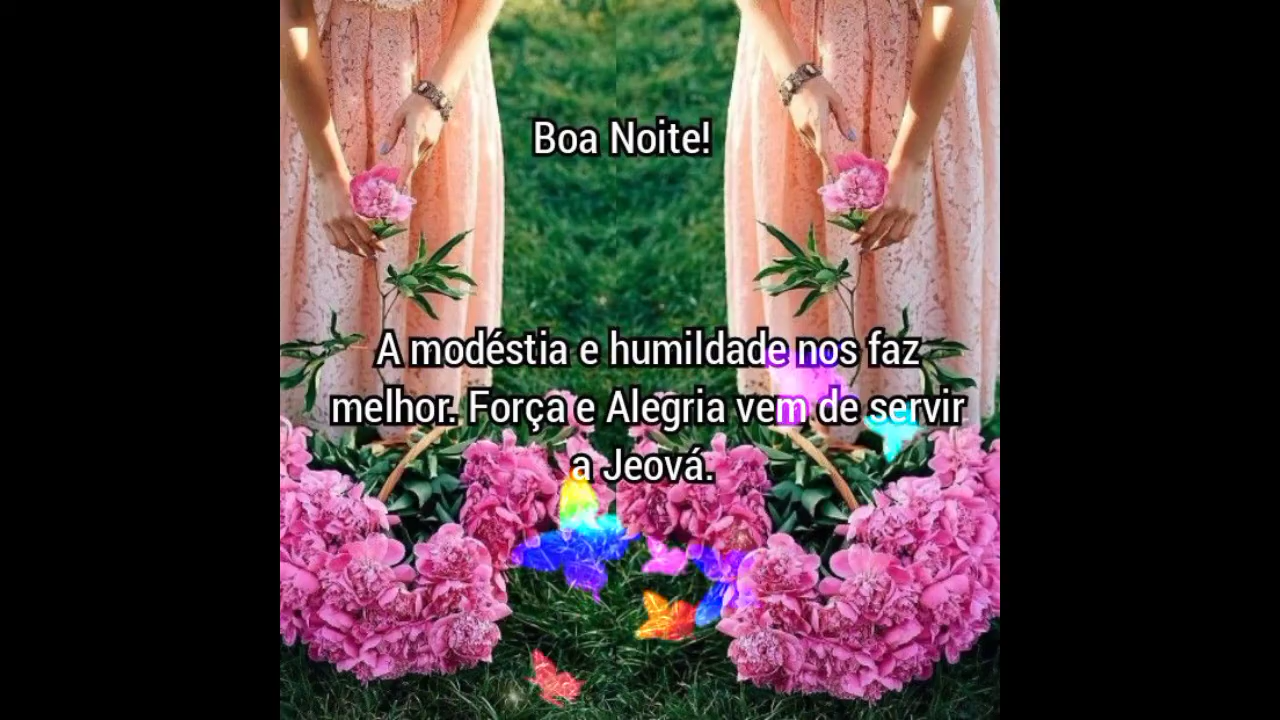 Boa Noite!
A modéstia e humildade nos faz
melhor. Força e Alegria vem de servir
a Jeová.